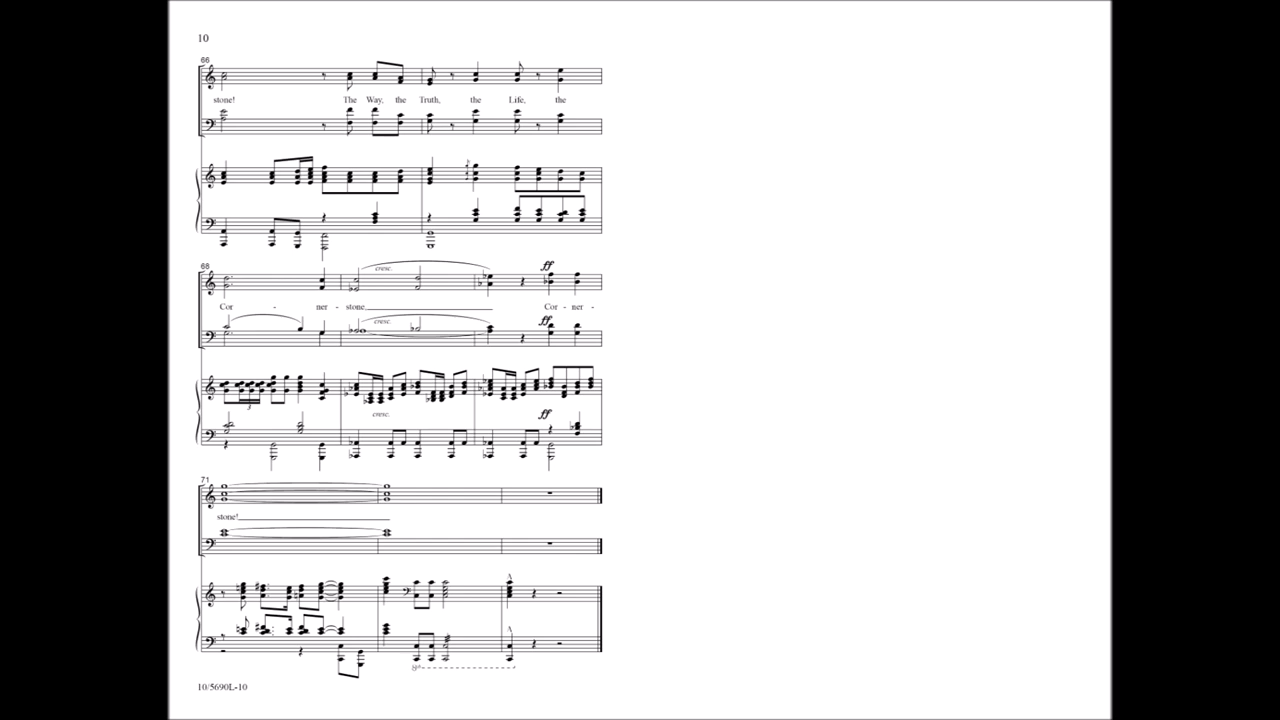 10
66
stone! The Way, the Truth, the Life, the
68
cresc.
ff
Cor - ner - stone, Cor - ner -
cresc.
ff
3
cresc.
ff
71
stone!
8va
10/5690L-10